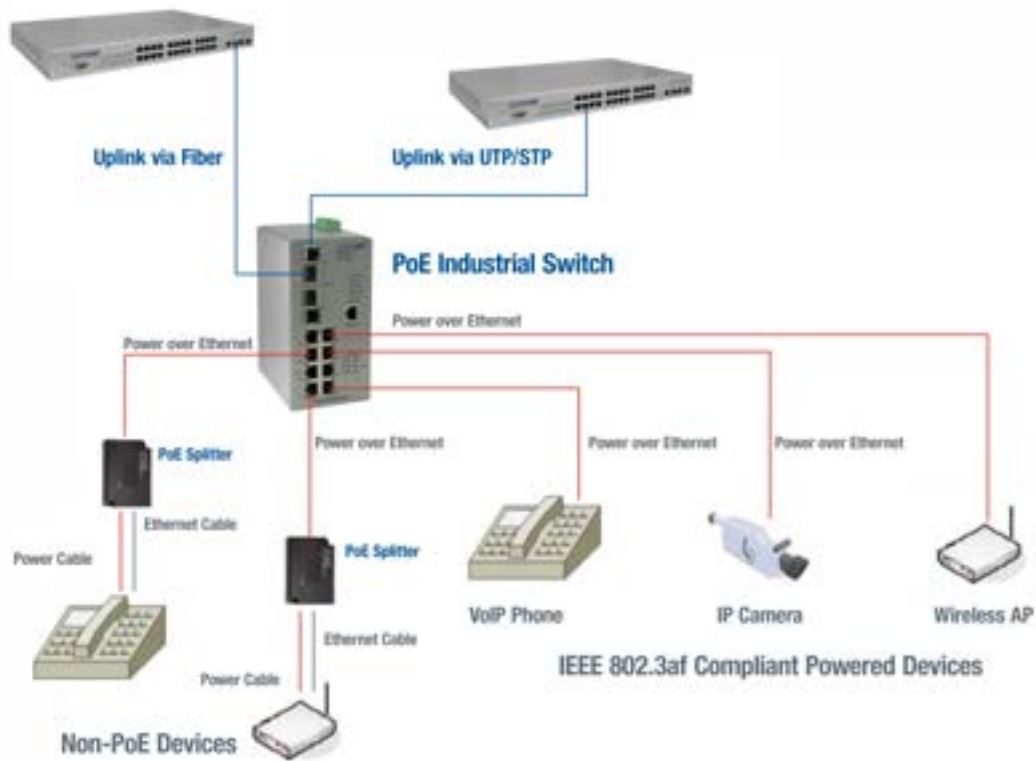 Uplink via Fiber
Uplink via UTP/STP
PoE Industrial Switch
Power over Ethernet
Power over Ethernet
Power over Ethernet
Power over Ethernet
Power over Ethernet
PoE Splitter
Ethernet Cable
Power Cable
PoE Splitter
Ethernet Cable
Power Cable
VoIP Phone
IP Camera
Wireless AP
IEEE 802.3af Compliant Powered Devices
Non-PoE Devices